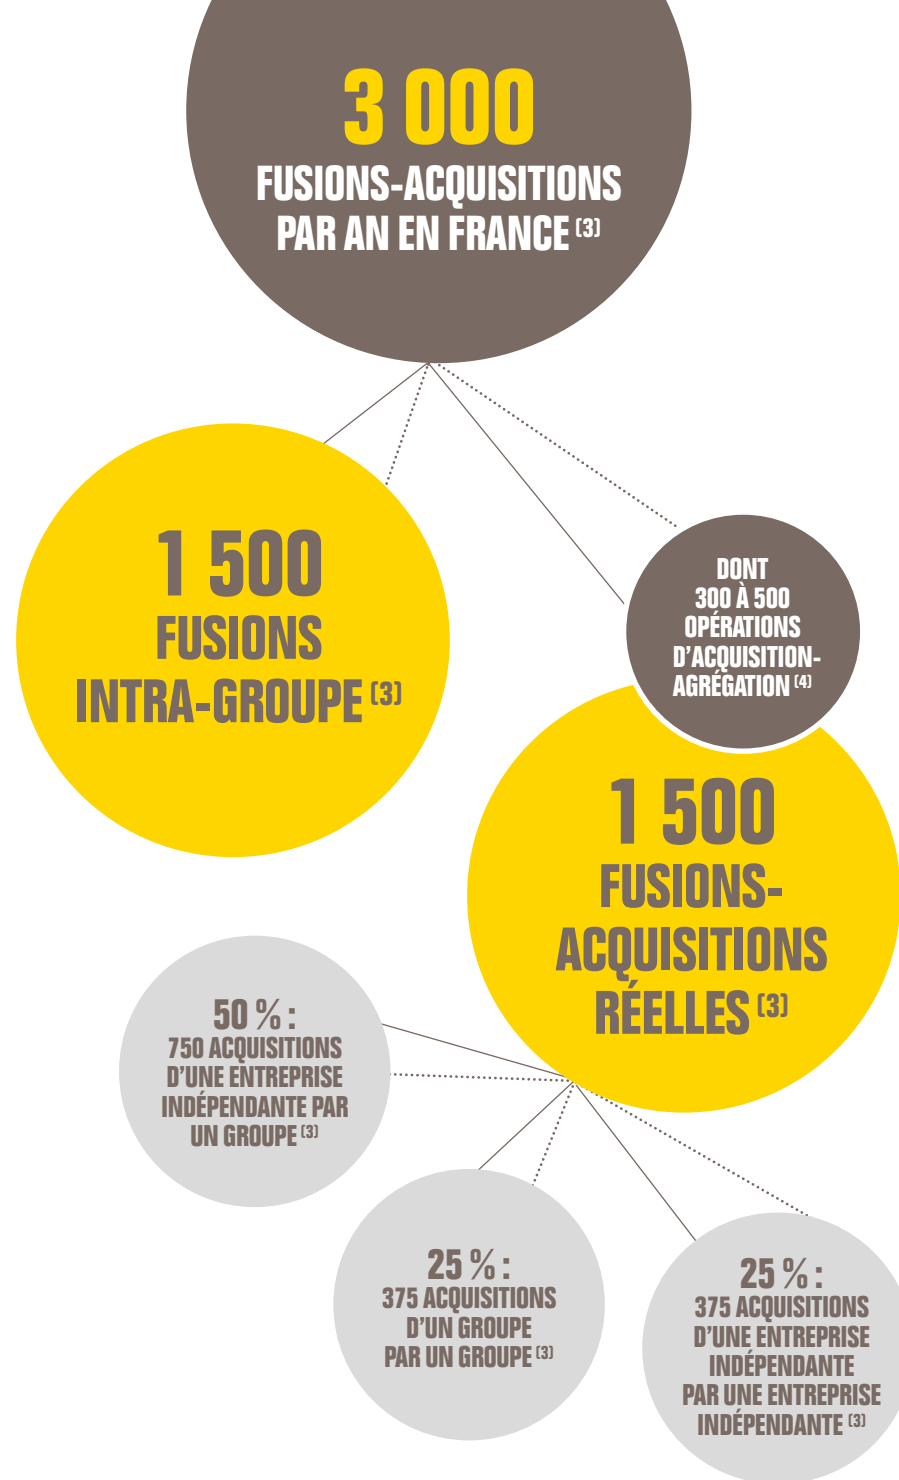 3 000
FUSIONS-ACQUISITIONS
PAR AN EN FRANCE (3)
1 500
FUSIONS
INTRA-GROUPE (3)
DONT
300 À 500
OPÉRATIONS
D'ACQUISITION-
AGRÉGATION (4)
1 500
FUSIONS-
ACQUISITIONS
RÉELLES (3)
50 % :
750 ACQUISITIONS
D'UNE ENTREPRISE
INDÉPENDANTE PAR
UN GROUPE (3)
25 % :
375 ACQUISITIONS
D'UN GROUPE
PAR UN GROUPE (3)
25 % :
375 ACQUISITIONS
D'UNE ENTREPRISE
INDÉPENDANTE
PAR UNE ENTREPRISE
INDÉPENDANTE (3)